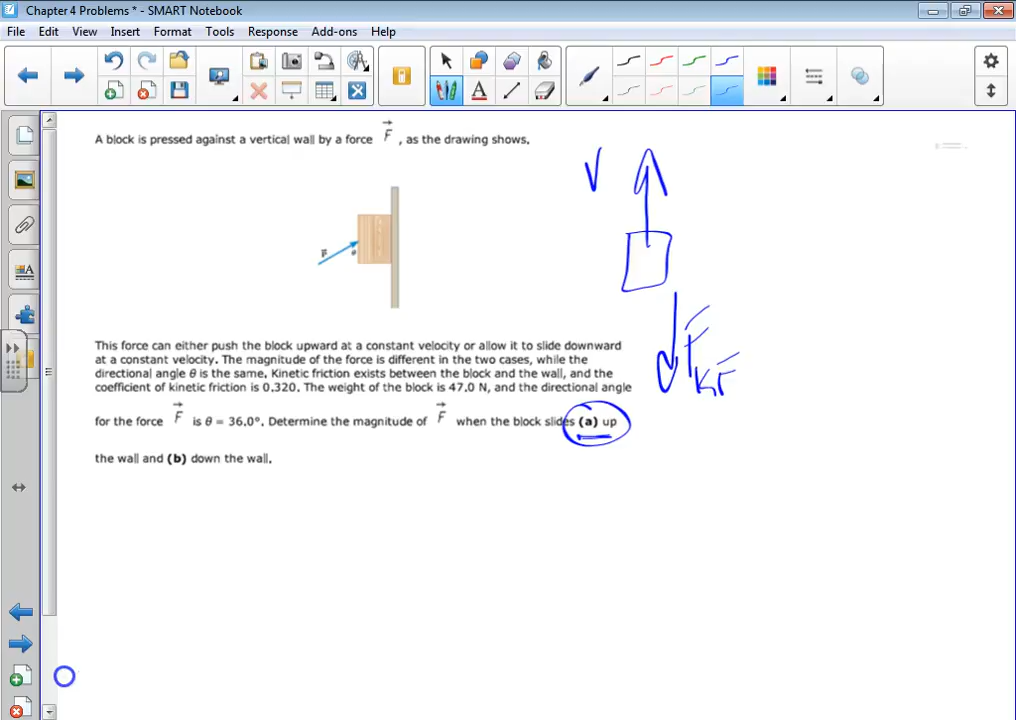 Chapter 4 Problems * - SMART Notebook
File Edit View Insert Format Tools Response Add-ons Help
A block is pressed against a vertical wall by a force F, as the drawing shows.
V
F
θ
F
KF
This force can either push the block upward at a constant velocity or allow it to slide downward
at a constant velocity. The magnitude of the force is different in the two cases, while the
directional angle θ is the same. Kinetic friction exists between the block and the wall, and the
coefficient of kinetic friction is 0.320. The weight of the block is 47.0 N, and the directional angle
for the force F is θ = 36.0°. Determine the magnitude of F when the block slides (a) up
the wall and (b) down the wall.